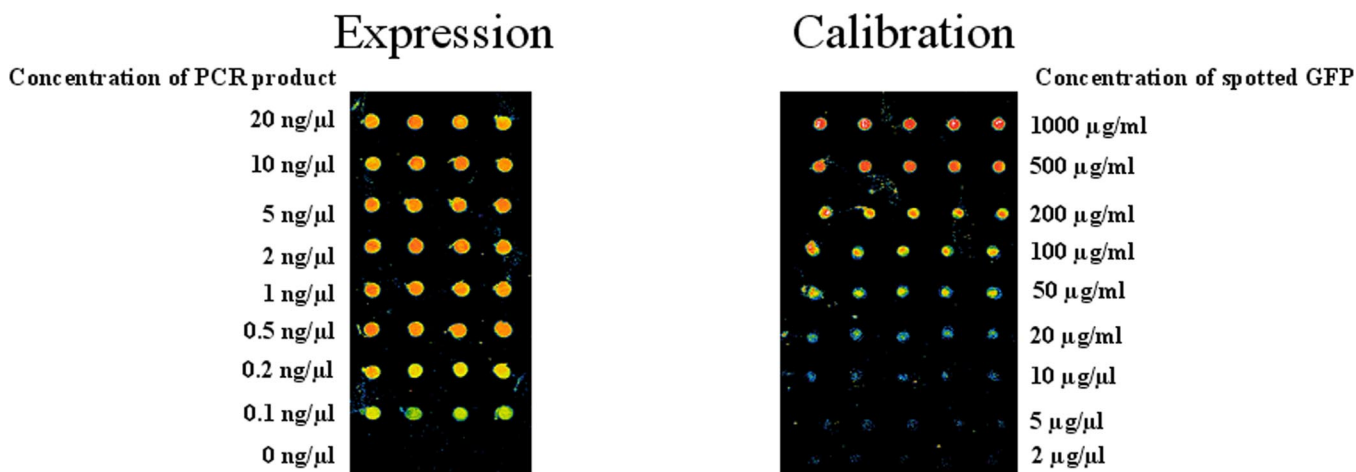 Expression
Calibration
Concentration of PCR product
Concentration of spotted GFP
20 ng/µl
10 ng/µl
5 ng/µl
2 ng/µl
1 ng/µl
0.5 ng/µl
0.2 ng/µl
0.1 ng/µl
0 ng/µl
1000 µg/ml
500 µg/ml
200 µg/ml
100 µg/ml
50 µg/ml
20 µg/ml
10 µg/µl
5 µg/µl
2 µg/µl